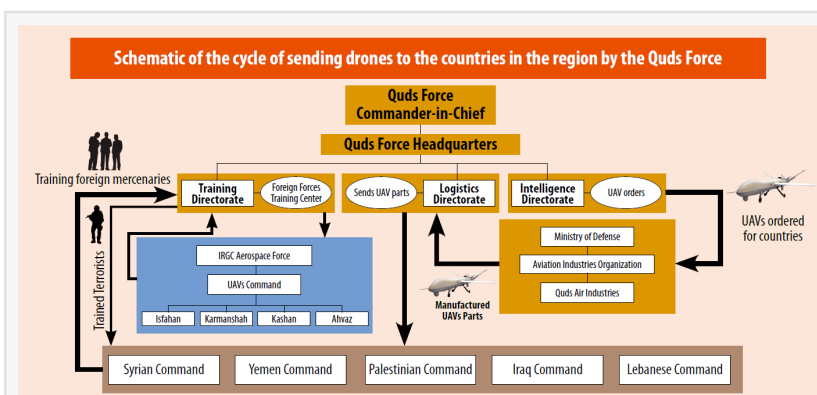 Schematic of the cycle of sending drones to the countries in the region by the Quds Force
Quds Force
Commander-in-Chief
Quds Force Headquarters
Training foreign mercenaries
Training
Directorate
Foreign Forces
Training Center
Sends UAV parts
Logistics
Directorate
Intelligence
Directorate
UAV orders
UAVs ordered
for countries
Trained Terrorists
IRGC Aerospace Force
UAVs Command
Isfahan
Karmanshah
Kashan
Ahvaz
Manufactured
UAVs Parts
Ministry of Defense
Aviation Industries Organization
Quds Air Industries
Syrian Command
Yemen Command
Palestinian Command
Iraq Command
Lebanese Command